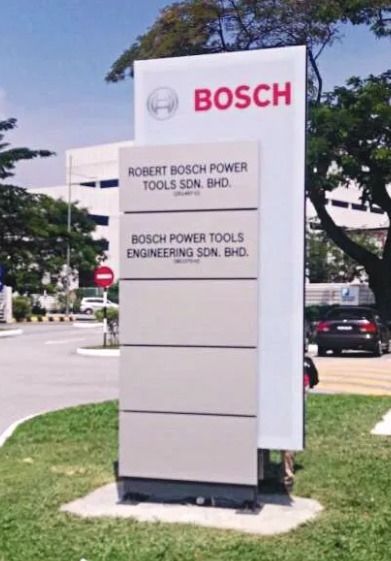 BOSCH
ROBERT BOSCH POWER
TOOLS SDN. BHD.
BOSCH POWER TOOLS
ENGINEERING SDN. BHD.